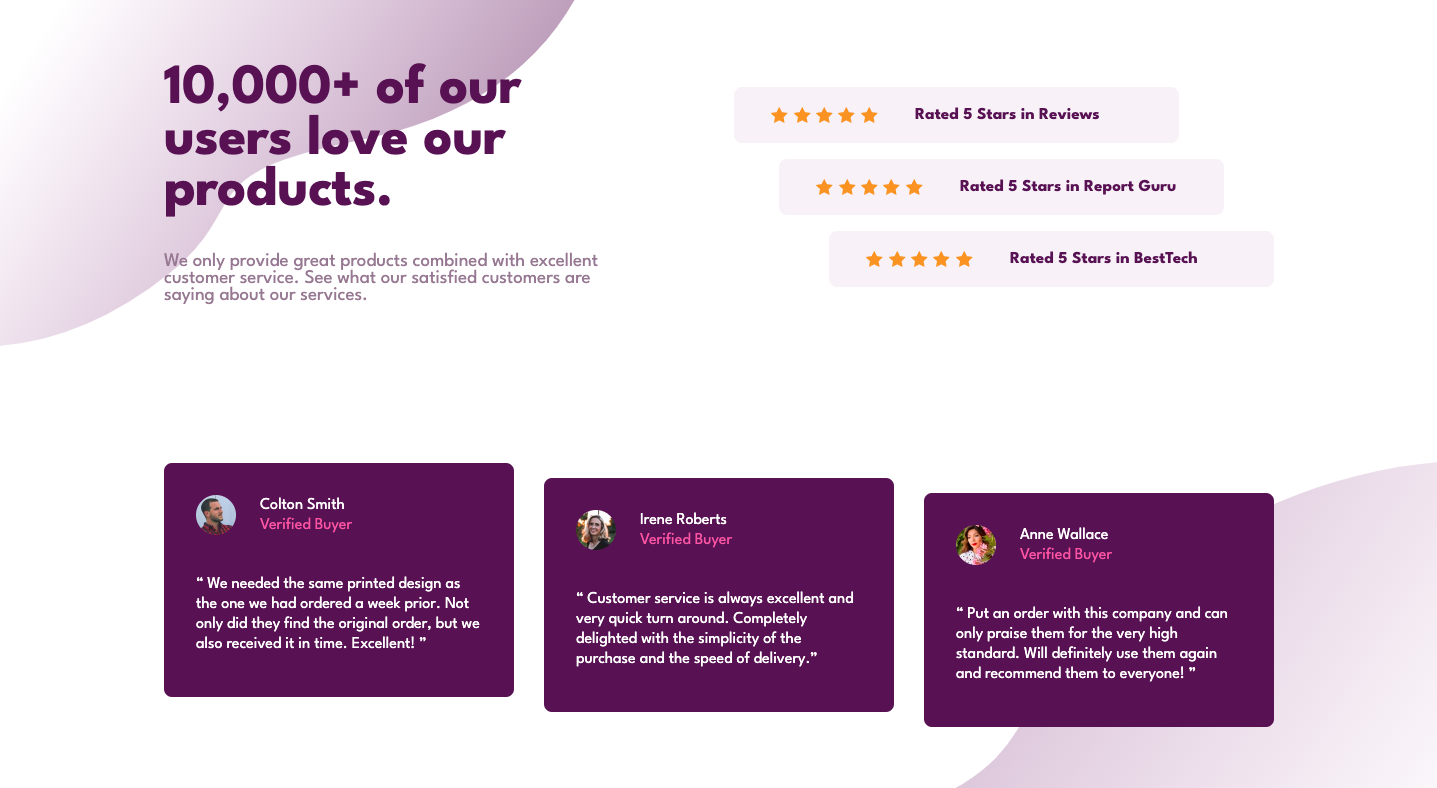 10,000+ of our
users love our
products.
We only provide great products combined with excellent
customer service. See what our satisfied customers are
saying about our services.
Rated 5 Stars in Reviews
Rated 5 Stars in Report Guru
Rated 5 Stars in BestTech
Colton Smith
Verified Buyer
“ We needed the same printed design as
the one we had ordered a week prior. Not
only did they find the original order, but we
also received it in time. Excellent! ”
Irene Roberts
Verified Buyer
“ Customer service is always excellent and
very quick turn around. Completely
delighted with the simplicity of the
purchase and the speed of delivery.”
Anne Wallace
Verified Buyer
“ Put an order with this company and can
only praise them for the very high
standard. Will definitely use them again
and recommend them to everyone! ”